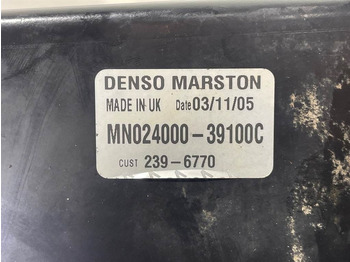 DENSO MARSTON
MADE IN UK Date 03/11/05
MN024000-39100C
CUST 239-6770